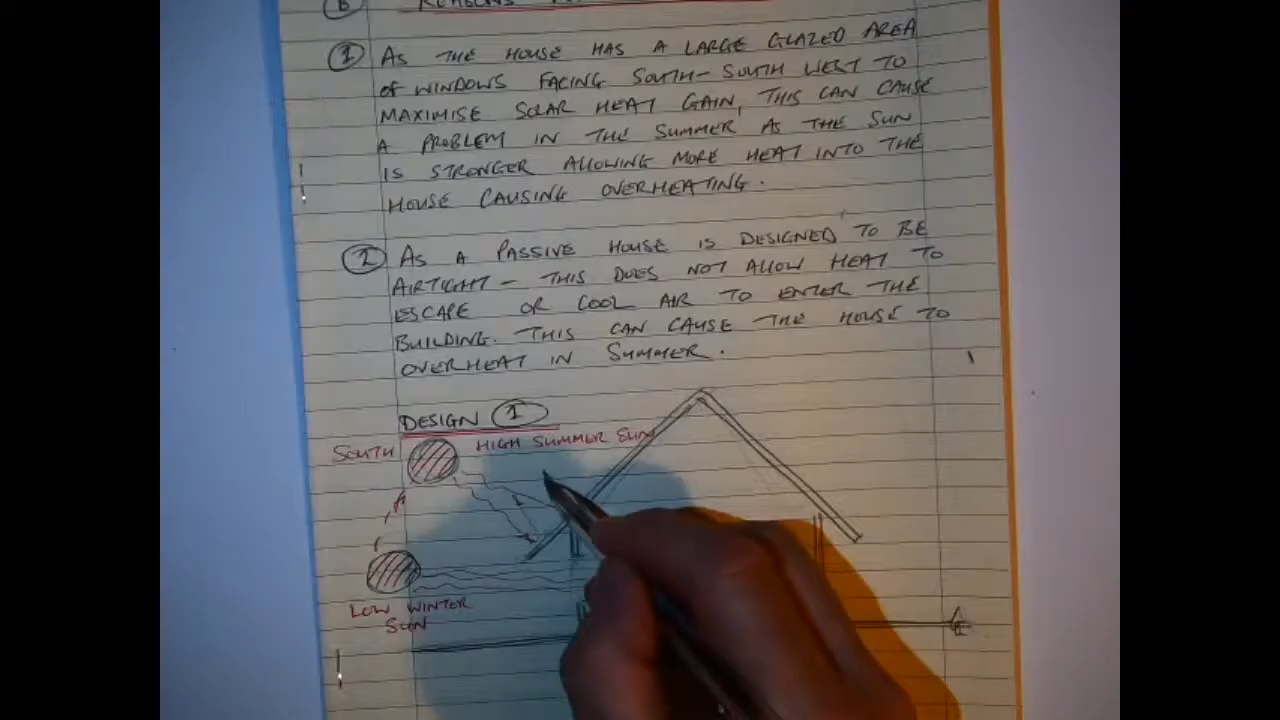 B REASONS
1 AS THE HOUSE HAS A LARGE GLAZED AREA
OF WINDOWS FACING SOUTH - SOUTH WEST TO
MAXIMISE SOLAR HEAT GAIN, THIS CAN CAUSE
A PROBLEM IN THE SUMMER AS THE SUN
IS STRONGER ALLOWING MORE HEAT INTO THE
HOUSE CAUSING OVERHEATING.
2 AS A PASSIVE HOUSE IS DESIGNED TO BE
AIRTIGHT - THIS DOES NOT ALLOW HEAT TO
ESCAPE OR COOL AIR TO ENTER THE
BUILDING. THIS CAN CAUSE THE HOUSE TO
OVERHEAT IN SUMMER.
DESIGN 1
SOUTH
HIGH SUMMER SUN
LOW WINTER
SUN